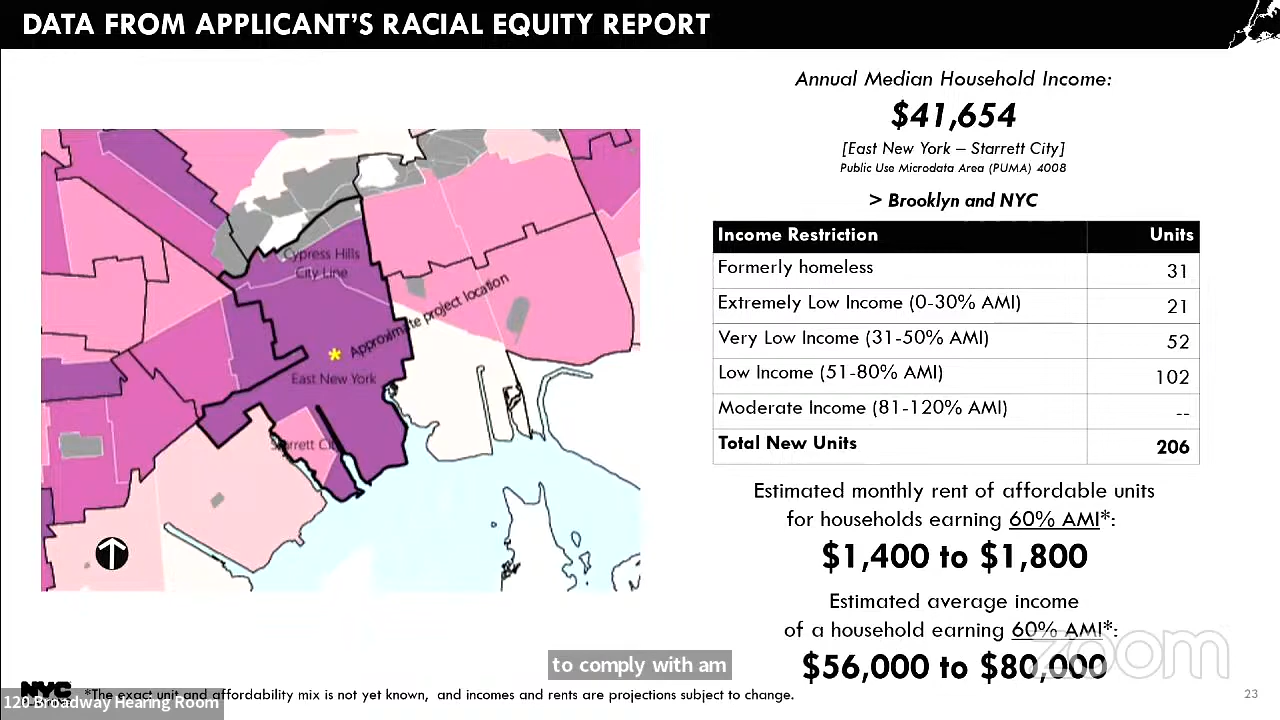 DATA FROM APPLICANT'S RACIAL EQUITY REPORT
Annual Median Household Income:
$41,654
[East New York – Starrett City]
Public Use Microdata Area (PUMA) 4008
> Brooklyn and NYC
Income Restriction Units
Formerly homeless 31
Extremely Low Income (0-30% AMI) 21
Very Low Income (31-50% AMI) 52
Low Income (51-80% AMI) 102
Moderate Income (81-120% AMI) --
Total New Units 206
Estimated monthly rent of affordable units
for households earning 60% AMI*:
$1,400 to $1,800
Estimated average income
of a household earning 60% AMI*:
$56,000 to $80,000
Cypress Hills
City Line
Approximate project location
*
East New York
Starrett City
zoom
to comply with am
NYC
*The exact unit and affordability mix is not yet known, and incomes and rents are projections subject to change.
120 Broadway Hearing Room
23